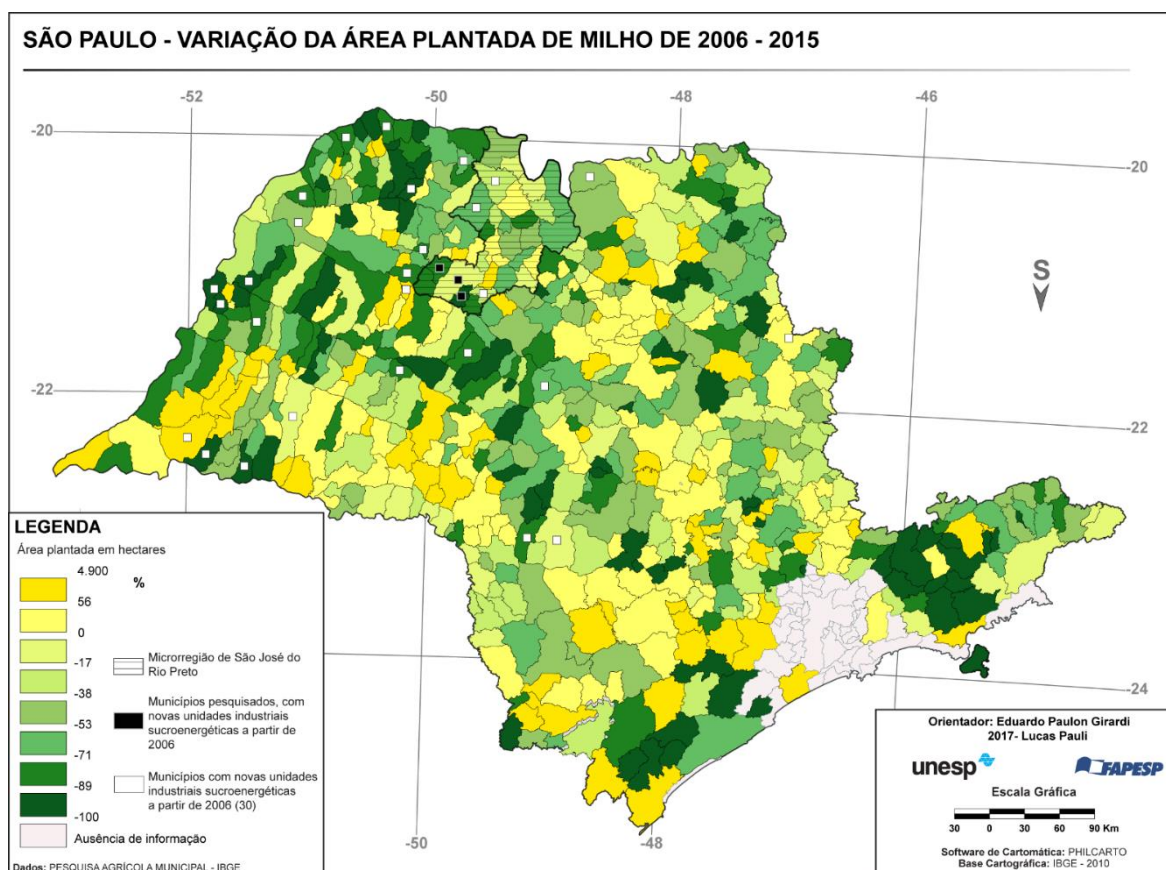 SÃO PAULO - VARIAÇÃO DA ÁREA PLANTADA DE MILHO DE 2006 - 2015
-52
-50
-48
-46
-20
-20
S
-22
-22
-24
-50
-48
LEGENDA
Área plantada em hectares
4.900
%
56
0
-17
-38
-53
-71
-89
-100
Ausência de informação
Microrregião de São José do
Rio Preto
Municípios pesquisados, com
novas unidades industriais
sucroenergéticas a partir de
2006
Municípios com novas unidades
industriais sucroenergéticas
a partir de 2006 (30)
Dados: PESQUISA AGRÍCOLA MUNICIPAL - IBGE
Orientador: Eduardo Paulon Girardi
2017- Lucas Pauli
unesp
FAPESP
Escala Gráfica
30 0 30 60 90 Km
Software de Cartomática: PHILCARTO
Base Cartográfica: IBGE - 2010